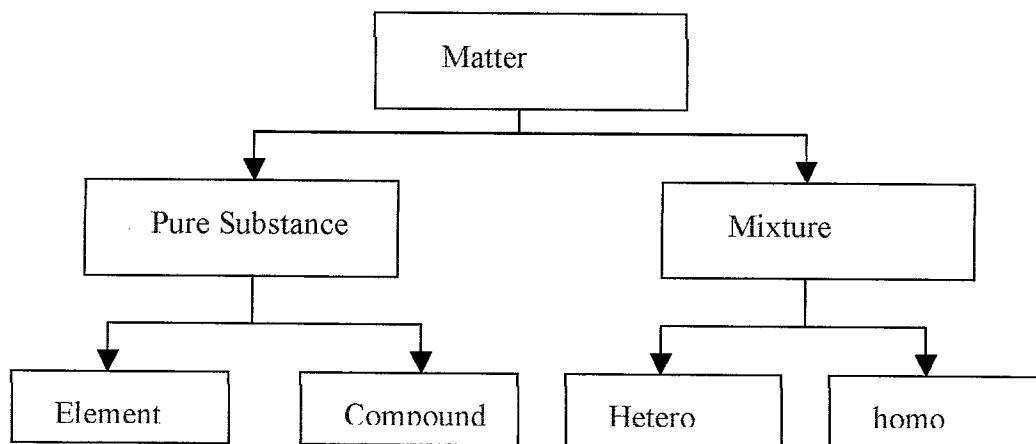 Matter
Pure Substance
Mixture
Element
Compound
Hetero
homo